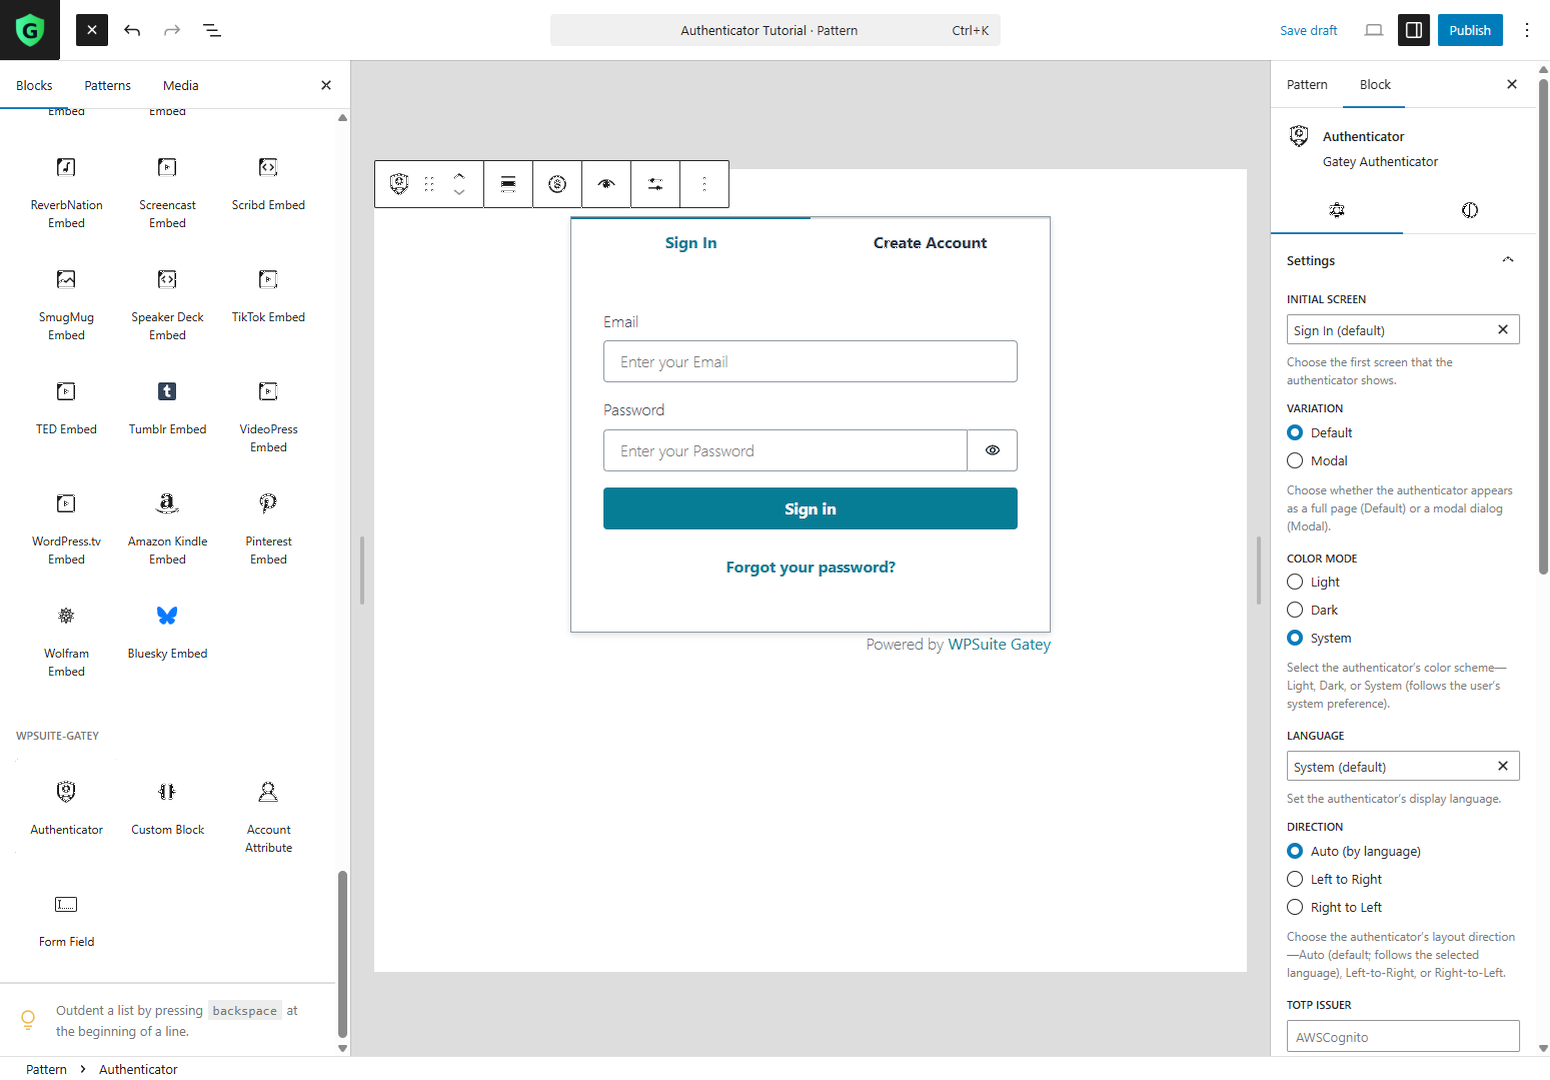 Authenticator Tutorial · Pattern
Ctrl+K
Save draft
Publish
Blocks
Patterns
Media
Embed
Embed
ReverbNation
Embed
Screencast
Embed
Scribd Embed
SmugMug
Embed
Speaker Deck
Embed
TikTok Embed
TED Embed
Tumblr Embed
VideoPress
Embed
WordPress.tv
Embed
Amazon Kindle
Embed
Pinterest
Embed
Wolfram
Embed
Bluesky Embed
WPSUITE-GATEY
Authenticator
Custom Block
Account
Attribute
Form Field
Outdent a list by pressing backspace at
the beginning of a line.
Pattern > Authenticator
Sign In
Create Account
Email
Enter your Email
Password
Enter your Password
Sign in
Forgot your password?
Powered by WPSuite Gatey
Pattern
Block
Authenticator
Gatey Authenticator
Settings
INITIAL SCREEN
Sign In (default)
Choose the first screen that the
authenticator shows.
VARIATION
Default
Modal
Choose whether the authenticator appears
as a full page (Default) or a modal dialog
(Modal).
COLOR MODE
Light
Dark
System
Select the authenticator's color scheme—
Light, Dark, or System (follows the user's
system preference).
LANGUAGE
System (default)
Set the authenticator's display language.
DIRECTION
Auto (by language)
Left to Right
Right to Left
Choose the authenticator's layout direction
—Auto (default; follows the selected
language), Left-to-Right, or Right-to-Left.
TOTP ISSUER
AWSCognito